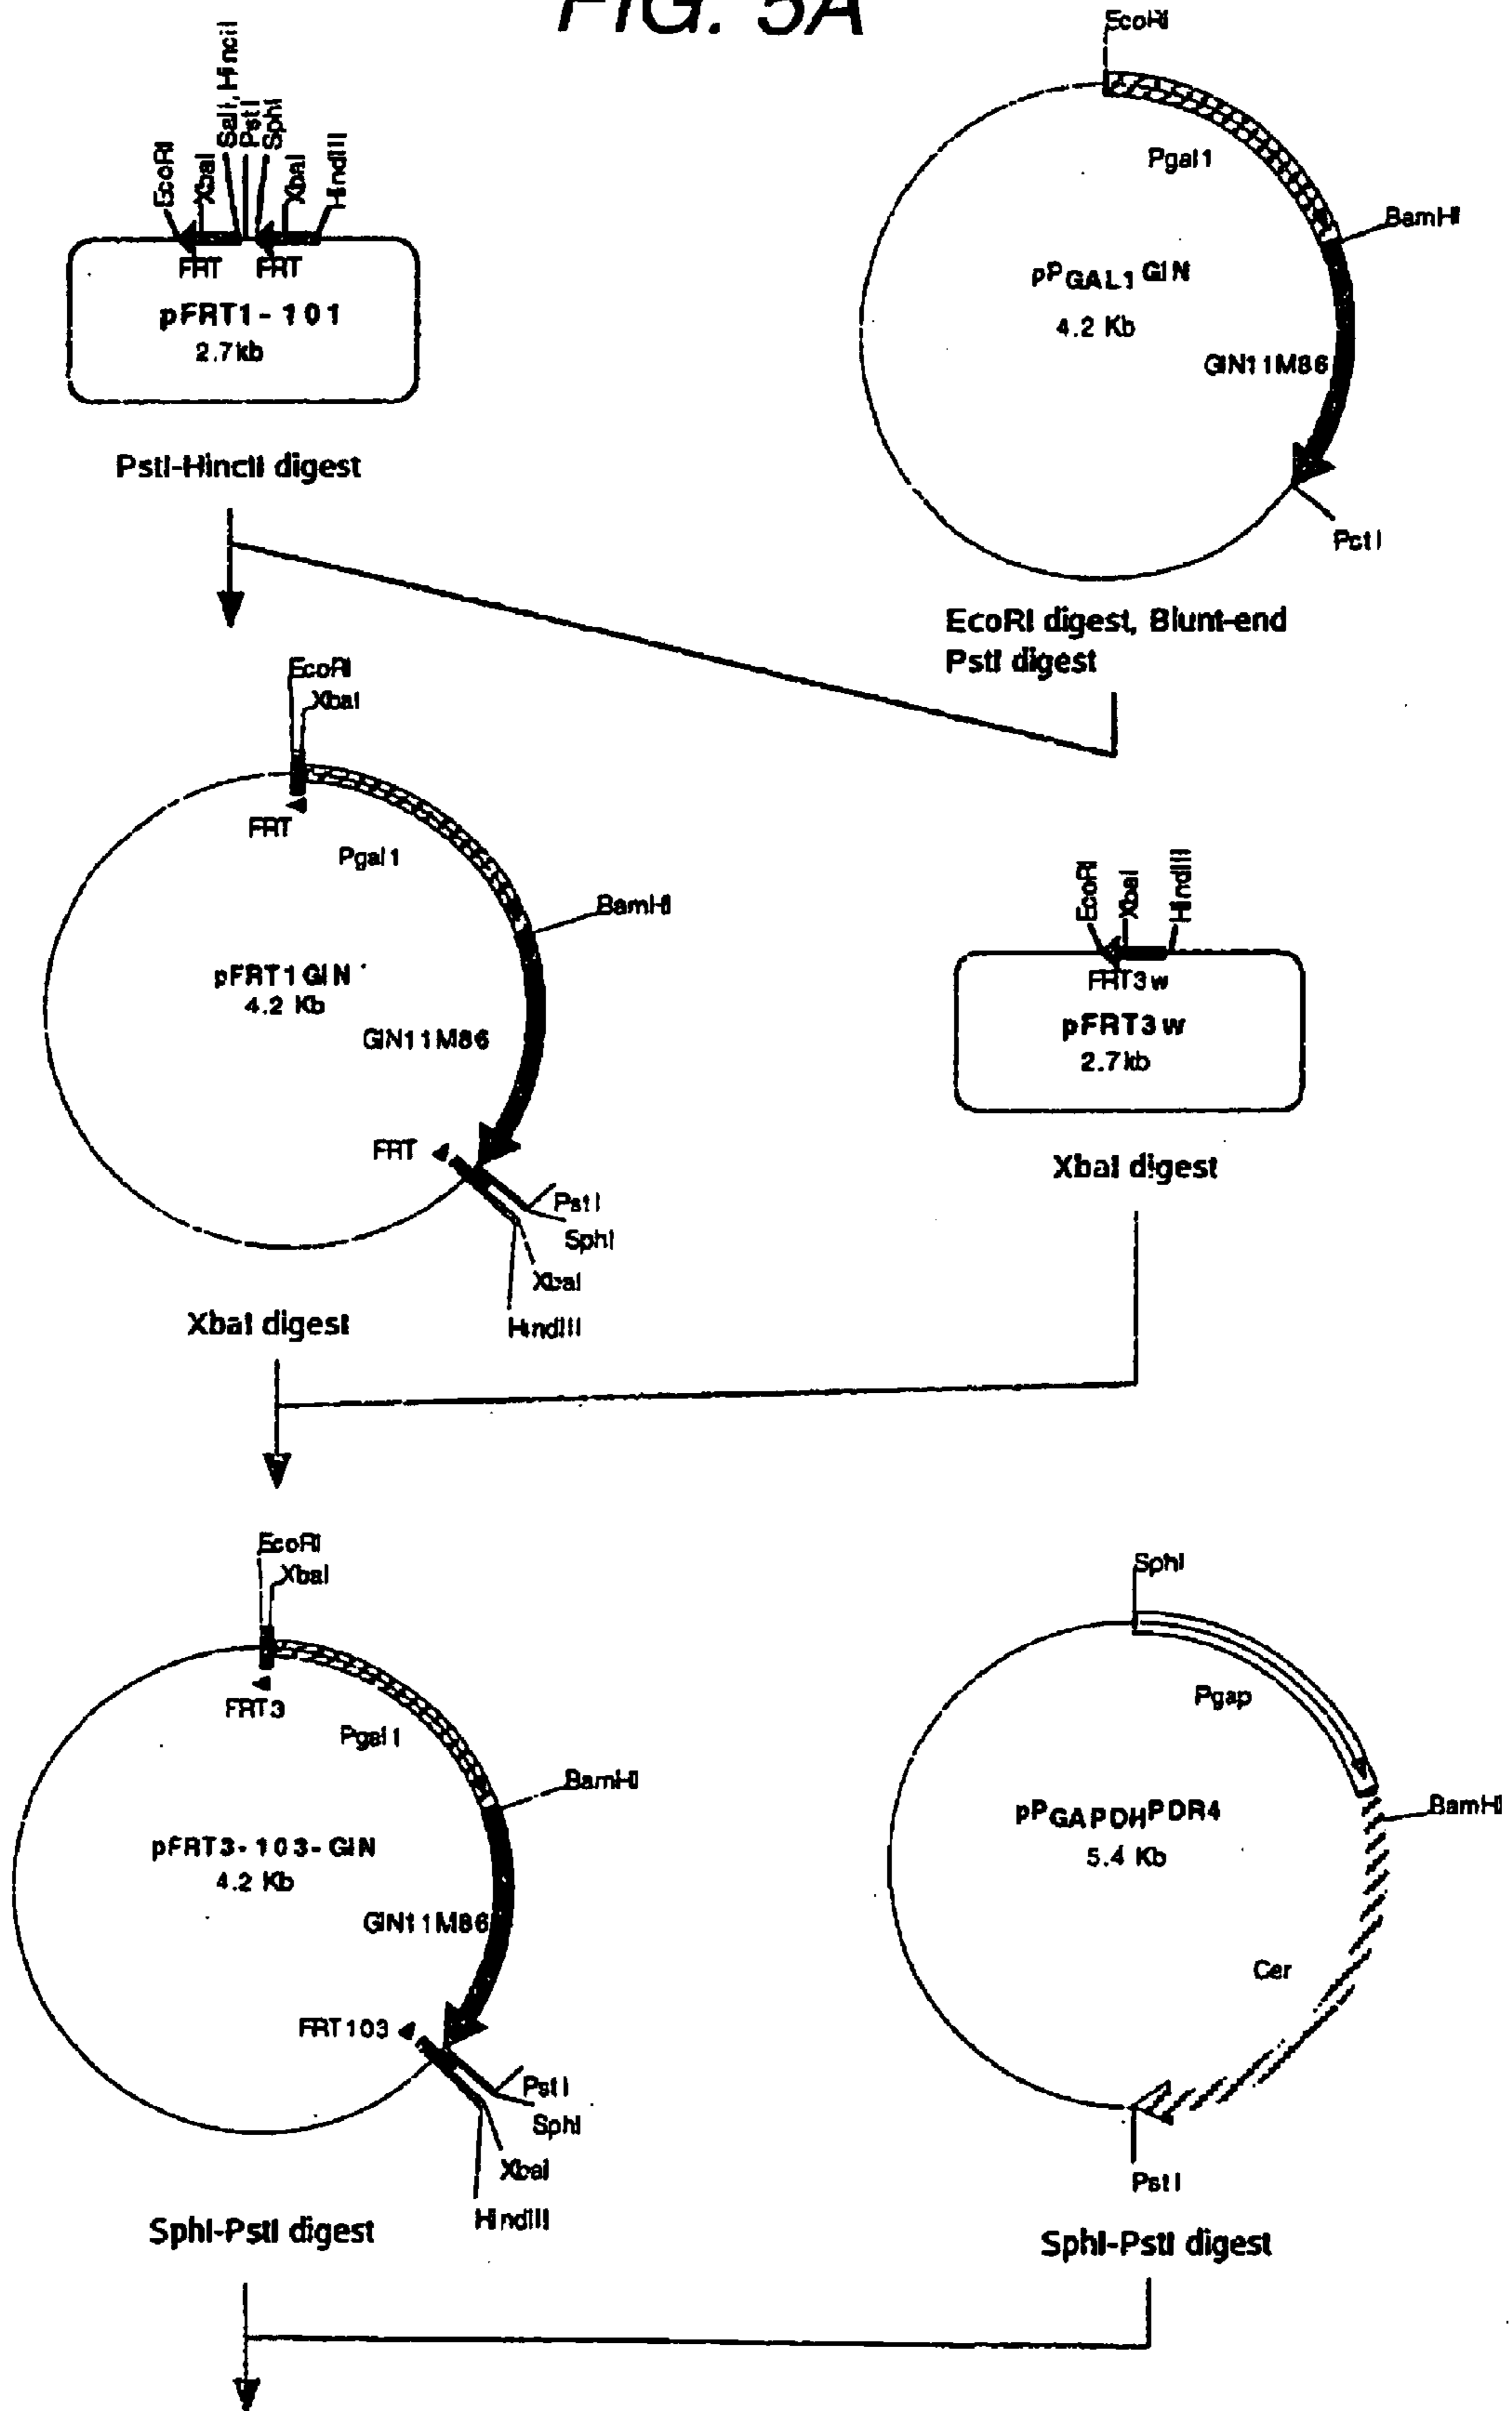 FIG. 5A
EcoRI
XbaI
SalI, HincII
PstI
SphI
XbaI
HindIII
FRT FRT
pFRT1-101
2.7kb
PstI-HincII digest
EcoRI
Pgal1
BamHI
pPGAL1GIN
4.2 Kb
GIN11M86
PctI
EcoRI digest, Blunt-end
PstI digest
EcoRI
XbaI
FRT
Pgal1
BamHI
pFRT1GIN
4.2 Kb
GIN11M86
FRT
PstI
SphI
XbaI
HindIII
XbaI digest
EcoRI
XbaI
HindIII
FRT3w
pFRT3w
2.7kb
XbaI digest
EcoRI
XbaI
FRT3
Pgal1
BamHI
pFRT3-103-GIN
4.2 Kb
GIN11M86
FRT103
PstI
SphI
XbaI
HindIII
SphI-PstI digest
SphI
Pgap
BamHI
pPGAPDHPDR4
5.4 Kb
Cer
PstI
SphI-PstI digest